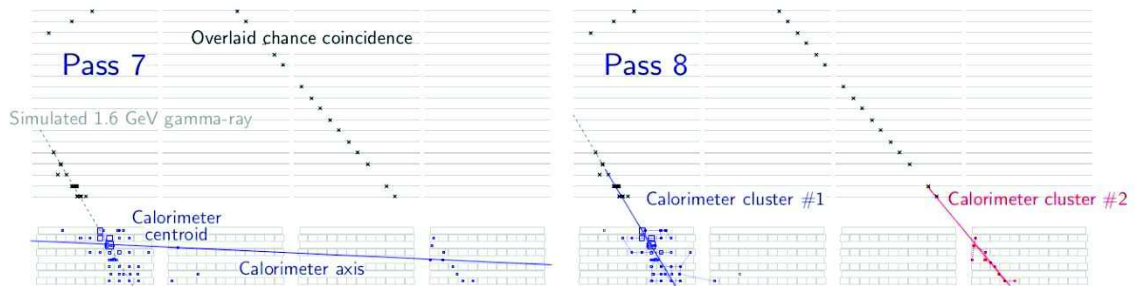 Overlaid chance coincidence
Pass 7
Simulated 1.6 GeV gamma-ray
Calorimeter
centroid
Calorimeter axis
Pass 8
Calorimeter cluster #1
Calorimeter cluster #2